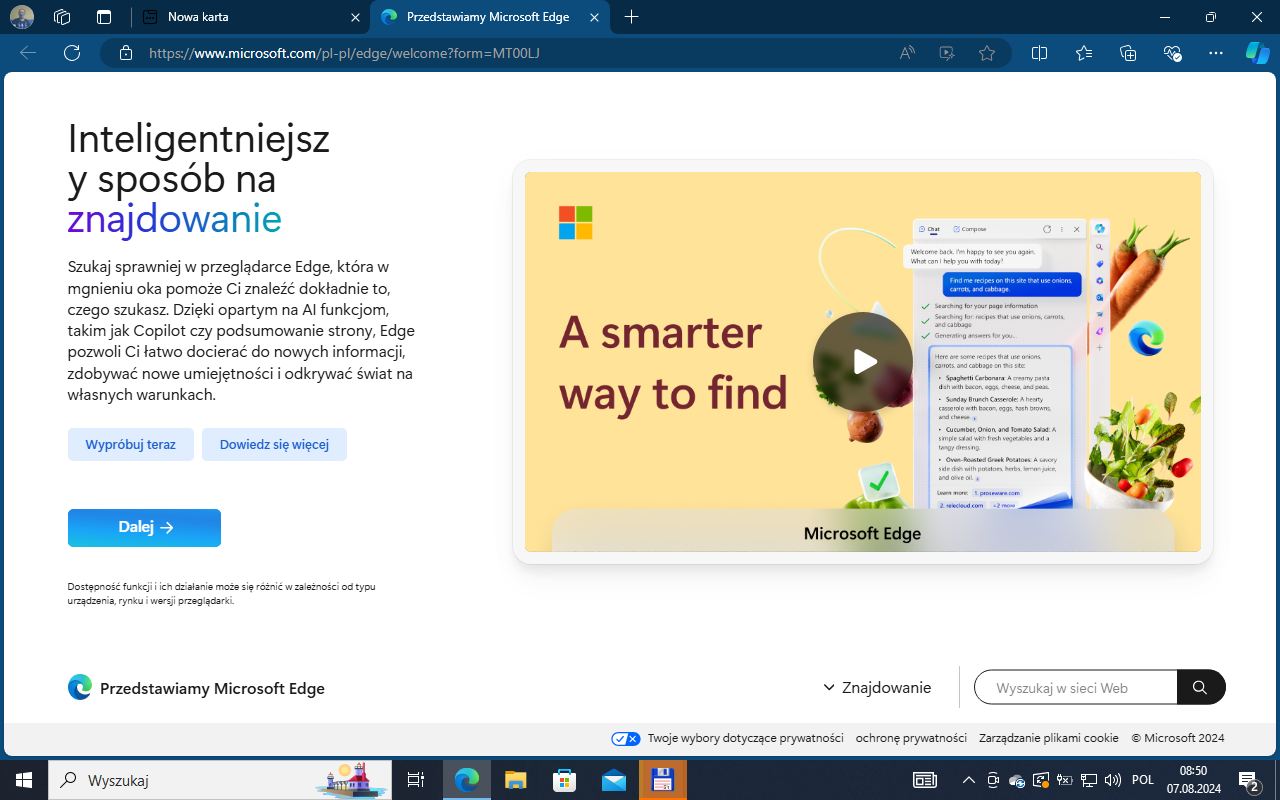 Nowa karta
Przedstawiamy Microsoft Edge
https://www.microsoft.com/pl-pl/edge/welcome?form=MT00LJ
Inteligentniejsz
y sposób na
znajdowanie
Szukaj sprawniej w przeglądarce Edge, która w
mgnieniu oka pomoże Ci znaleźć dokładnie to,
czego szukasz. Dzięki opartym na AI funkcjom,
takim jak Copilot czy podsumowanie strony, Edge
pozwoli Ci łatwo docierać do nowych informacji,
zdobywać nowe umiejętności i odkrywać świat na
własnych warunkach.
Wypróbuj teraz
Dowiedz się więcej
Dalej
Dostępność funkcji i ich działanie może się różnić w zależności od typu
urządzenia, rynku i wersji przeglądarki.
A smarter
way to find
Chat
Compose
Welcome back, I'm happy to see you again.
What can I help you with today?
Find me recipes on this site that use onions,
carrots, and cabbage.
Searching for your page information
Searching for: recipes that use onions, carrots,
and cabbage
Generating answers for you...
Here are some recipes that use onions,
carrots, and cabbage on this site:
• Spaghetti Carbonara: A creamy pasta
dish with bacon, eggs, cheese, and peas.
• Sunday Brunch Casserole: A hearty
casserole with bacon, eggs, hash browns,
and cheese.
• Cucumber, Onion, and Tomato Salad: A
simple salad with fresh vegetables and a
tangy dressing.
• Oven-Roasted Greek Potatoes: A savory
side dish with potatoes, herbs, lemon juice,
and olive oil.
Learn more: 1. proseware.com
2. relecloud.com +2 more
Microsoft Edge
Przedstawiamy Microsoft Edge
Znajdowanie
Wyszukaj w sieci Web
Twoje wybory dotyczące prywatności
ochronę prywatności
Zarządzanie plikami cookie
© Microsoft 2024
Wyszukaj
POL
08:50
07.08.2024
2